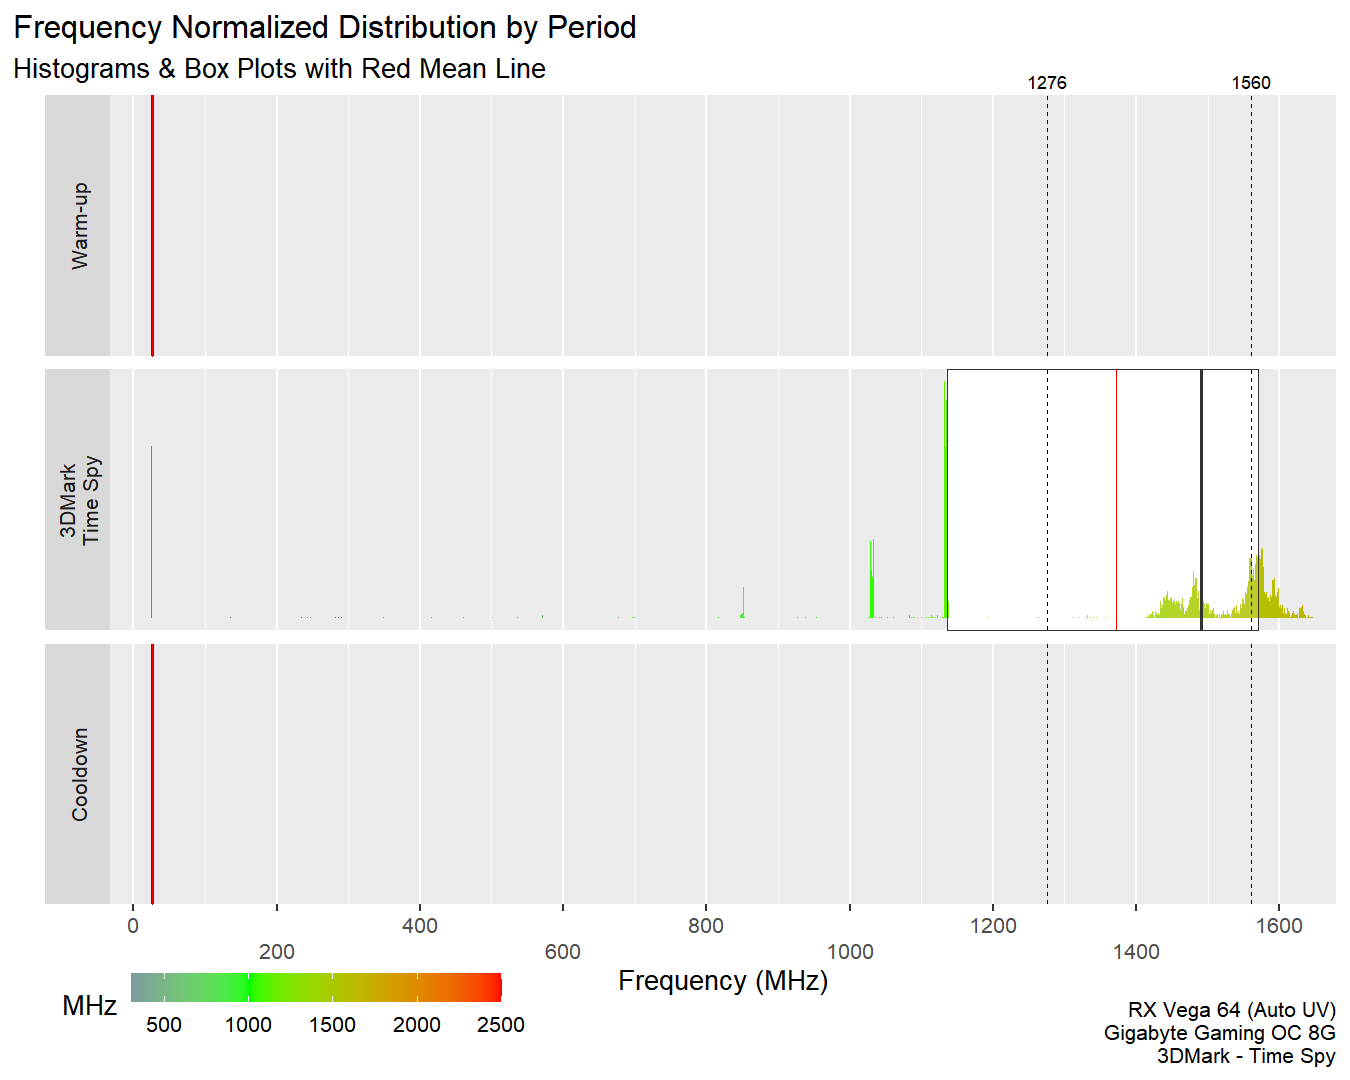 Frequency Normalized Distribution by Period
Histograms & Box Plots with Red Mean Line
1276 1560
Warm-up
3DMark
Time Spy
Cooldown
0 400 800 1200 1600
200 600 1000 1400
Frequency (MHz)
MHz
500 1000 1500 2000 2500
RX Vega 64 (Auto UV)
Gigabyte Gaming OC 8G
3DMark - Time Spy